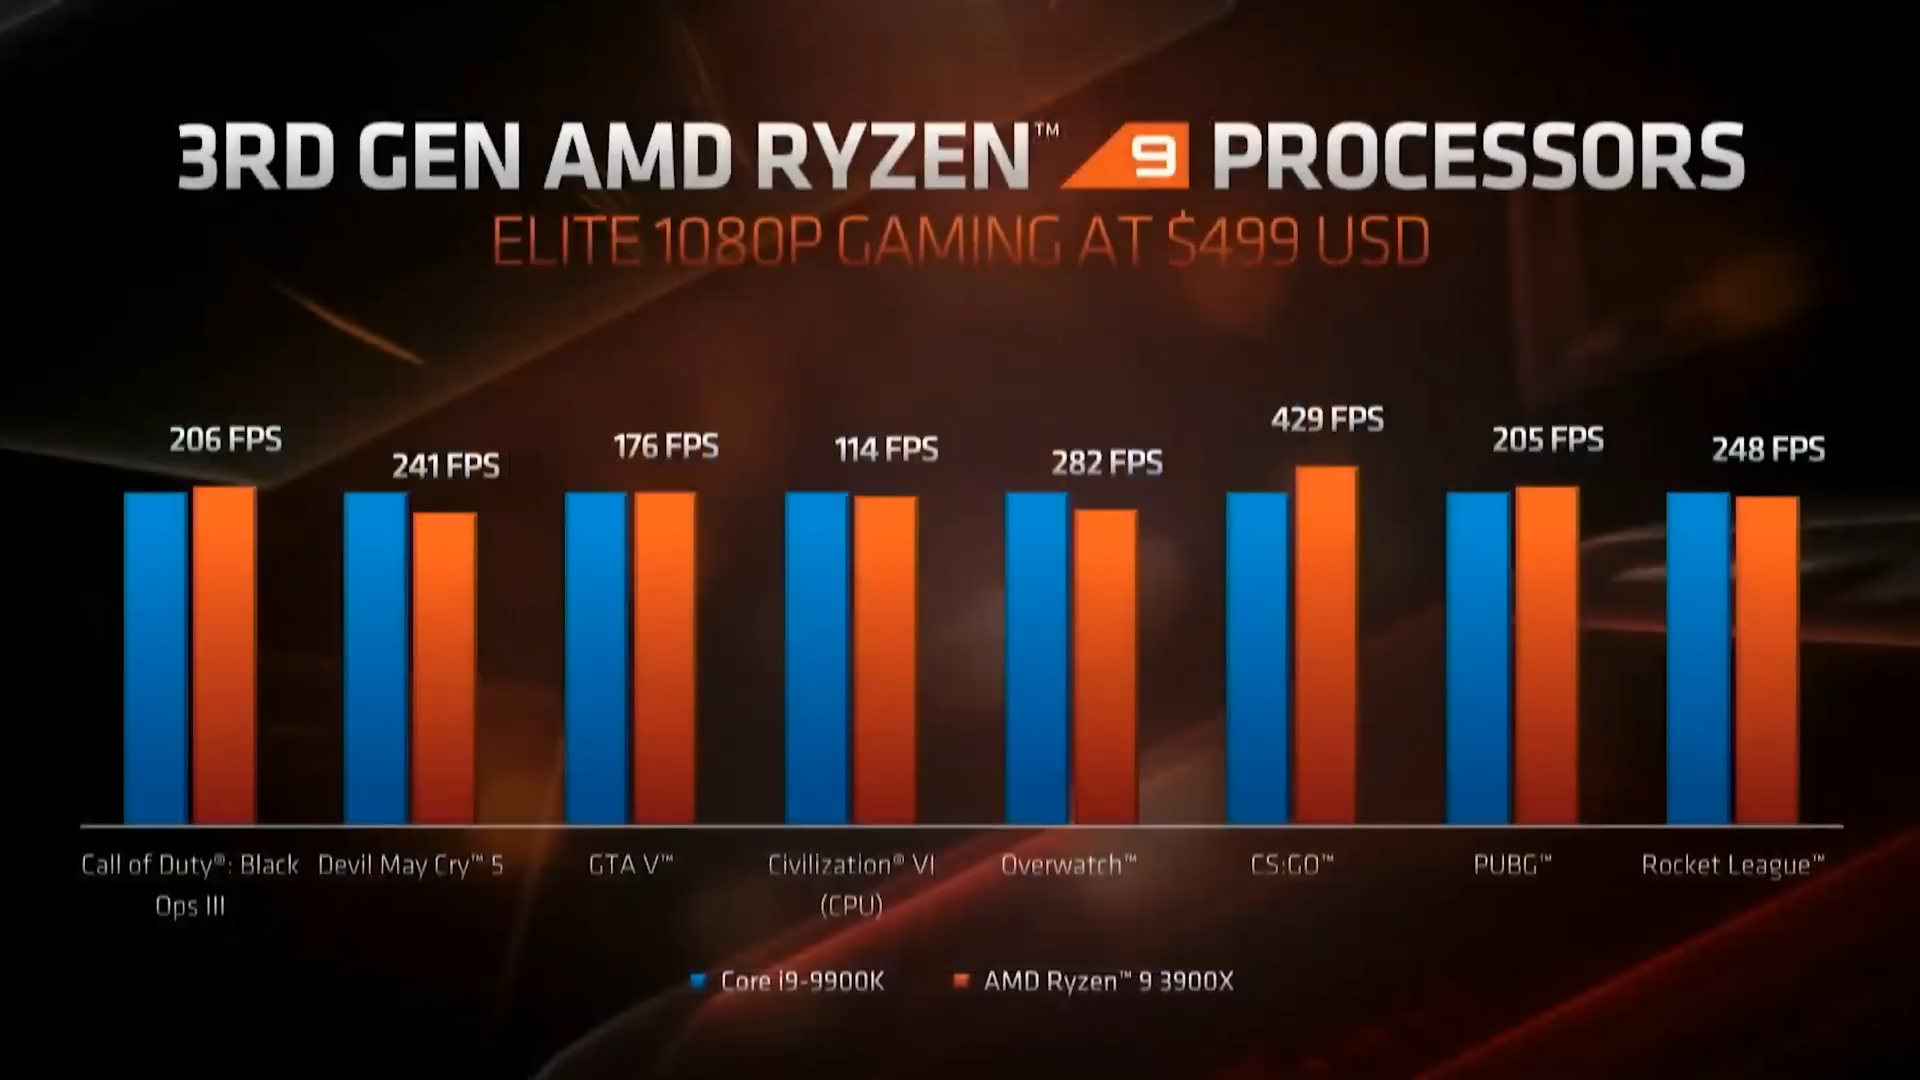 3RD GEN AMD RYZEN™ 9 PROCESSORS
ELITE 1080P GAMING AT $499 USD
206 FPS
241 FPS
176 FPS
114 FPS
282 FPS
429 FPS
205 FPS
248 FPS
Call of Duty®: Black
Ops III
Devil May Cry™ 5
GTA V™
Civilization® VI
(CPU)
Overwatch™
CS:GO™
PUBG™
Rocket League™
Core i9-9900K
AMD Ryzen™ 9 3900X